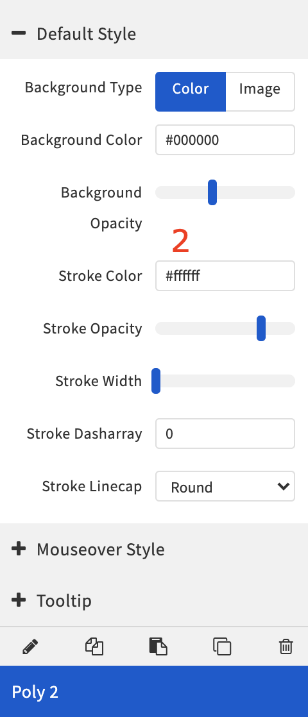 Default Style
Background Type Color Image
Background Color #000000
Background
Opacity
2
Stroke Color #ffffff
Stroke Opacity
Stroke Width
Stroke Dasharray 0
Stroke Linecap Round
Mouseover Style
Tooltip
Poly 2